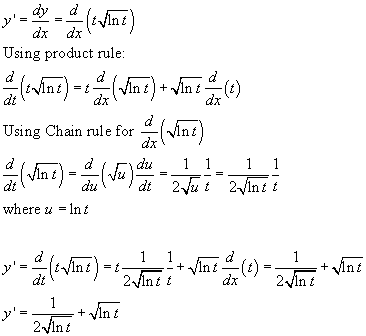 y' = dy/dx = d/dx (t√(ln t))
Using product rule:
d/dt (t√(ln t)) = t d/dx (√(ln t)) + √(ln t) d/dx (t)
Using Chain rule for d/dx (√(ln t))
d/dt (√(ln t)) = d/du (√u) du/dt = 1/(2√u) 1/t = 1/(2√(ln t)) 1/t
where u = ln t
y' = d/dt (t√(ln t)) = t 1/(2√(ln t)) 1/t + √(ln t) d/dx (t) = 1/(2√(ln t)) + √(ln t)
y' = 1/(2√(ln t)) + √(ln t)